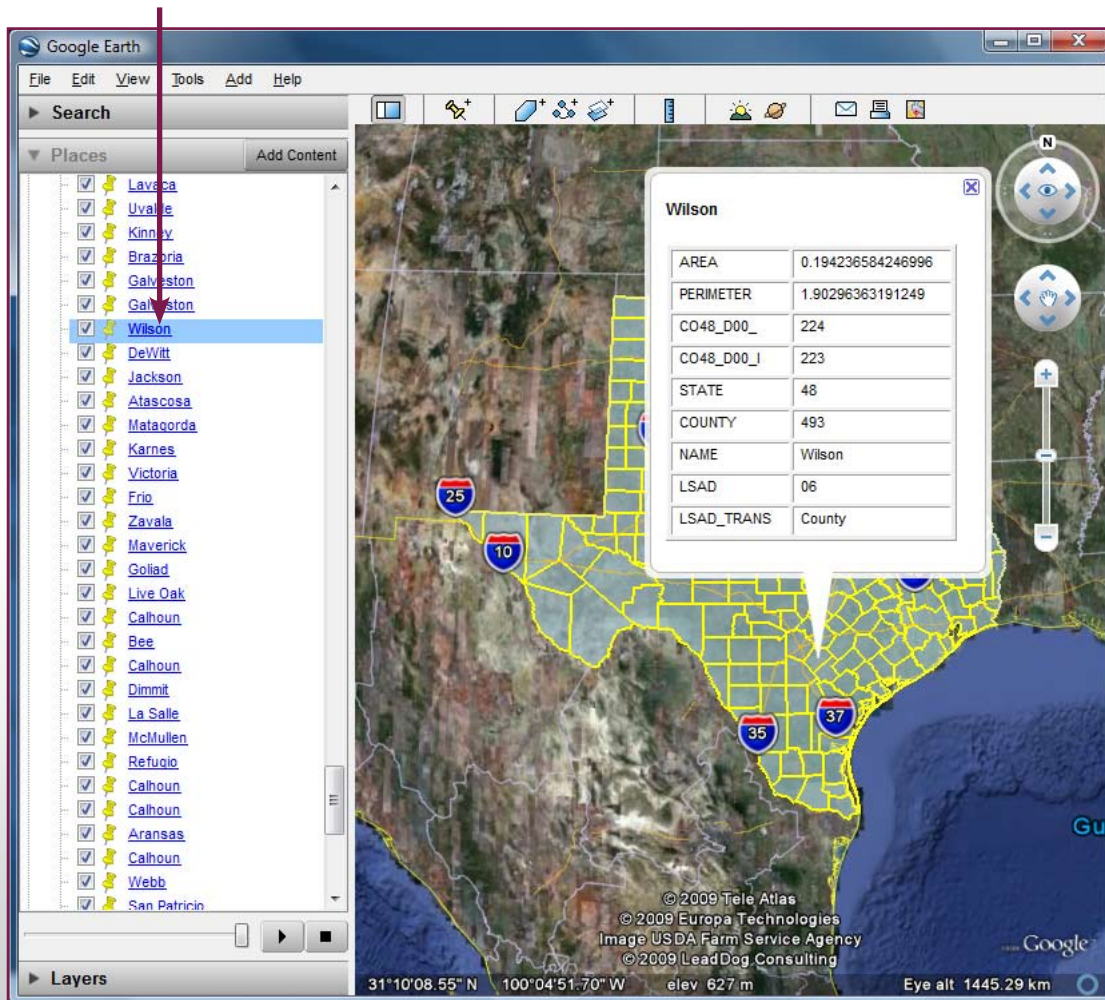 Google Earth
File Edit View Tools Add Help
Search
Places Add Content
Lavaca
Uvalde
Kinney
Brazoria
Galveston
Galveston
Wilson
DeWitt
Jackson
Atascosa
Matagorda
Karnes
Victoria
Frio
Zavala
Maverick
Goliad
Live Oak
Calhoun
Bee
Calhoun
Dimmit
La Salle
McMullen
Refugio
Calhoun
Calhoun
Aransas
Calhoun
Webb
San Patricio
Layers
N
Wilson
AREA 0.194236584246996
PERIMETER 1.90296363191249
CO48_D00_ 224
CO48_D00_I 223
STATE 48
COUNTY 493
NAME Wilson
LSAD 06
LSAD_TRANS County
25
10
35
37
Gu
© 2009 Tele Atlas
© 2009 Europa Technologies
Image USDA Farm Service Agency
© 2009 LeadDog Consulting
Google
31°10'08.55" N 100°04'51.70" W elev 627 m Eye alt 1445.29 km